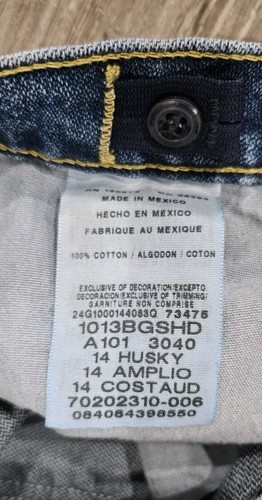 MADE IN MEXICO
HECHO EN MEXICO
FABRIQUE AU MEXIQUE
100% COTTON / ALGODON / COTON
EXCLUSIVE OF DECORATION/EXCEPTO
DECORACION/EXCLUSIVE OF TRIMMING/
GARNITURE NON COMPRISE
24G1000144083Q 73475
1013BGSHD
A101 3040
14 HUSKY
14 AMPLIO
14 COSTAUD
70202310-006
084084398550